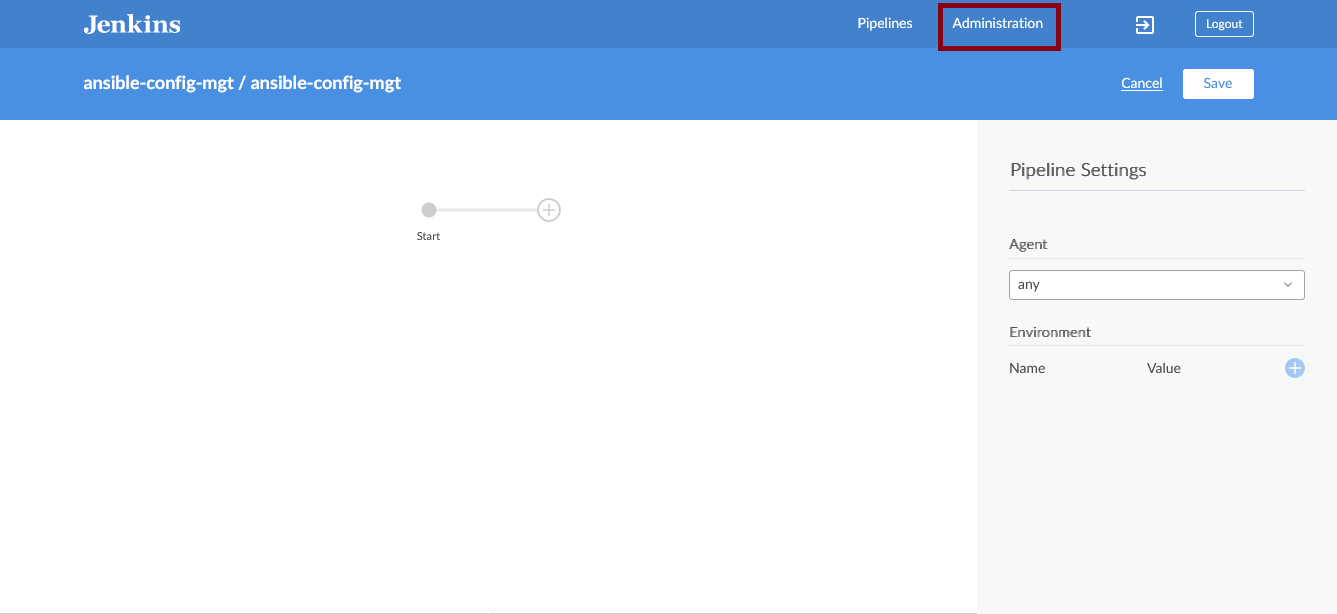 Jenkins
Pipelines
Administration
Logout
ansible-config-mgt / ansible-config-mgt
Cancel
Save
Start
Pipeline Settings
Agent
any
Environment
Name
Value